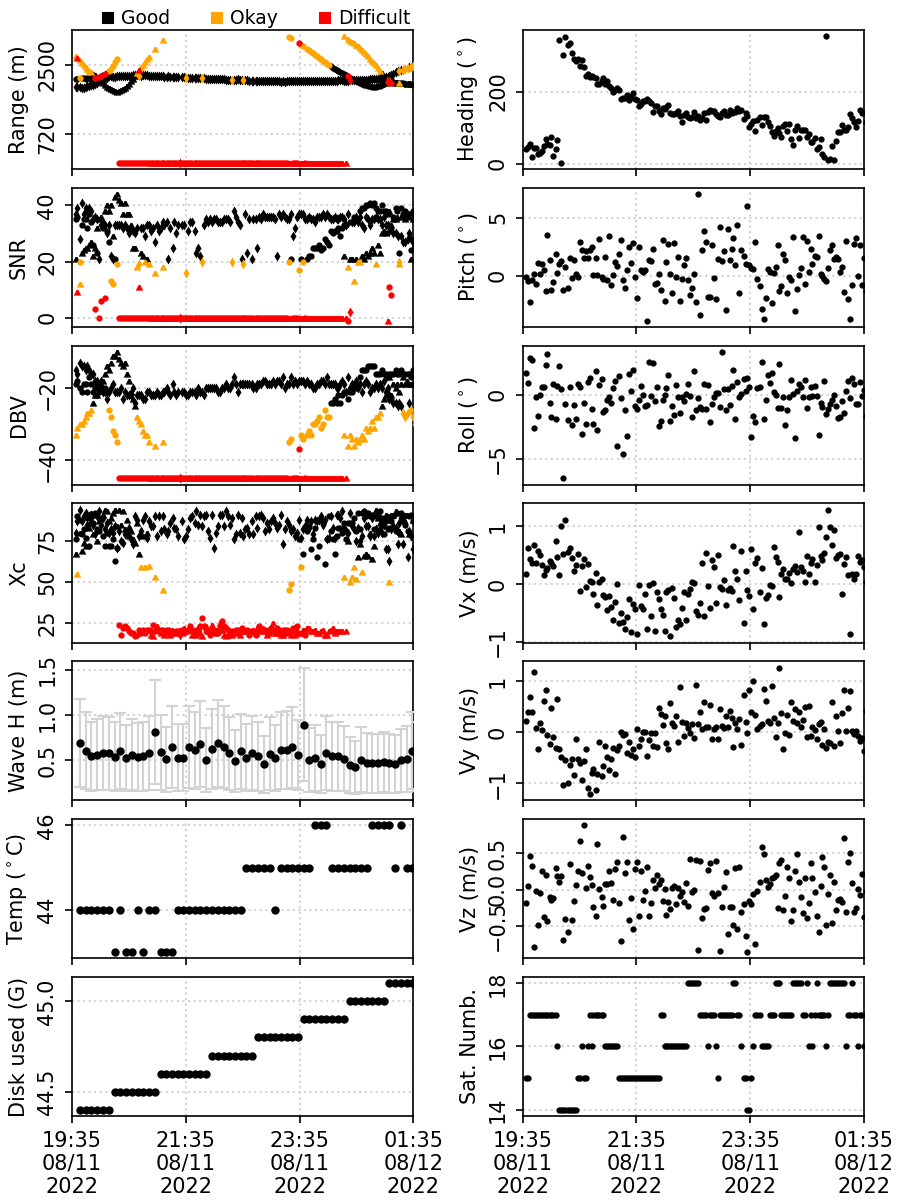 Good Okay Difficult
Range (m)
2500
720
Heading (°)
200
0
SNR
40
20
0
Pitch (°)
5
0
DBV
−20
−40
Roll (°)
0
−5
Xc
75
50
25
Vx (m/s)
1
0
−1
Wave H (m)
1.5
1.0
0.5
Vy (m/s)
1
0
−1
Temp (°C)
46
44
Vz (m/s)
0.5
0.0
−0.5
Disk used (G)
45.0
44.5
Sat. Numb.
18
16
14
19:35 21:35 23:35 01:35 19:35 21:35 23:35 01:35
08/11 08/11 08/11 08/12 08/11 08/11 08/11 08/12
2022 2022 2022 2022 2022 2022 2022 2022